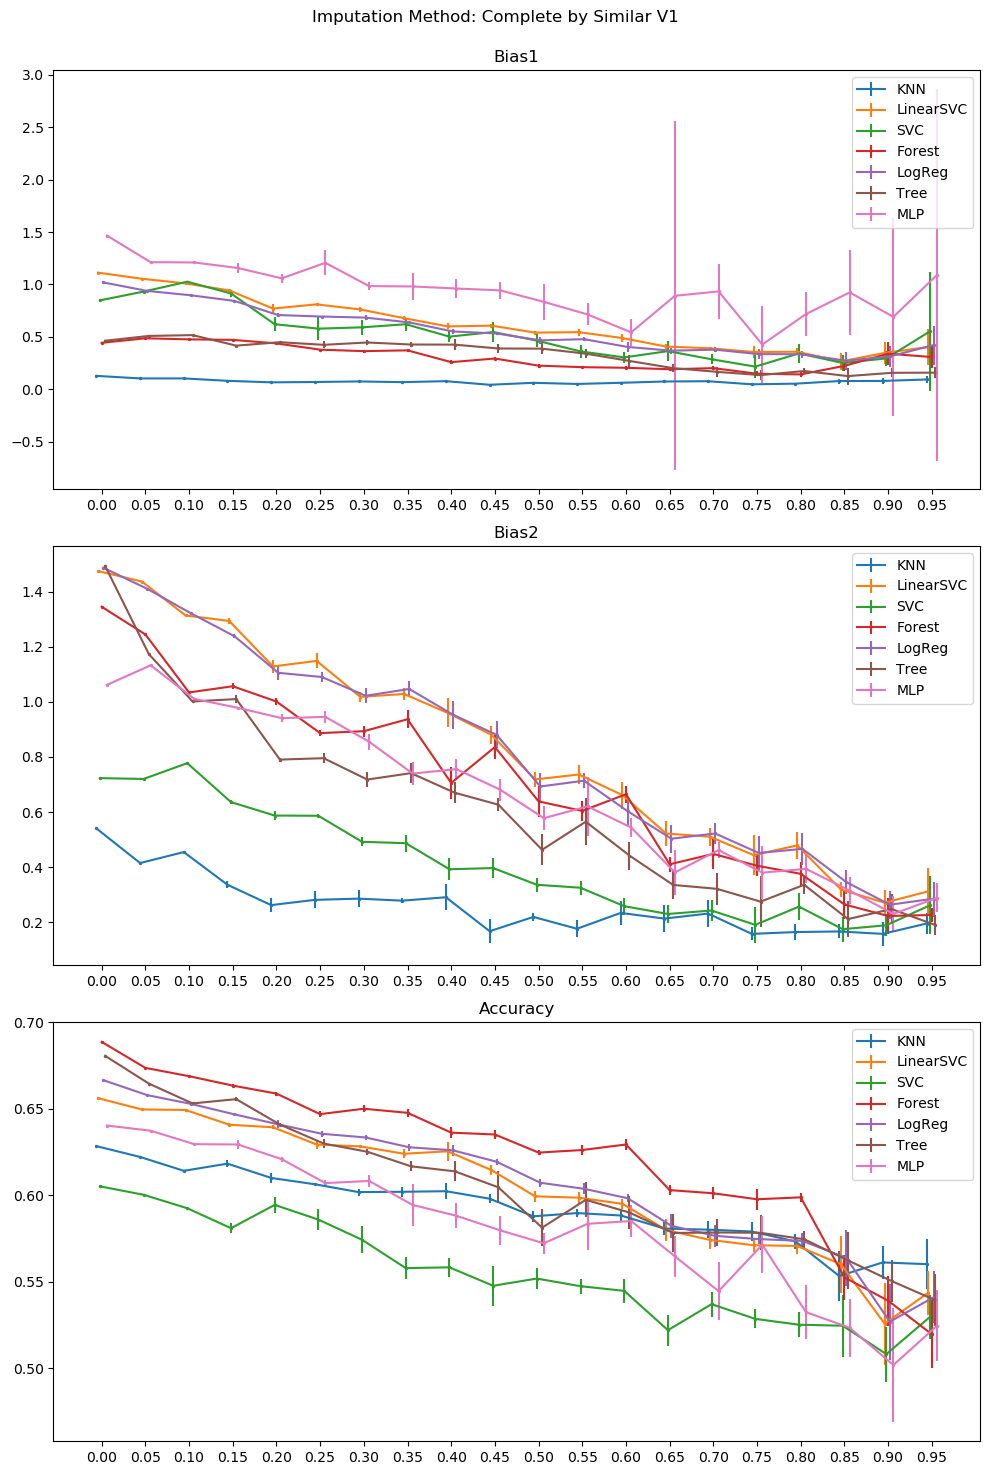 Imputation Method: Complete by Similar V1
Bias1
3.0
2.5
2.0
1.5
1.0
0.5
0.0
−0.5
KNN
LinearSVC
SVC
Forest
LogReg
Tree
MLP
0.00 0.05 0.10 0.15 0.20 0.25 0.30 0.35 0.40 0.45 0.50 0.55 0.60 0.65 0.70 0.75 0.80 0.85 0.90 0.95
Bias2
1.4
1.2
1.0
0.8
0.6
0.4
0.2
KNN
LinearSVC
SVC
Forest
LogReg
Tree
MLP
0.00 0.05 0.10 0.15 0.20 0.25 0.30 0.35 0.40 0.45 0.50 0.55 0.60 0.65 0.70 0.75 0.80 0.85 0.90 0.95
Accuracy
0.70
0.65
0.60
0.55
0.50
KNN
LinearSVC
SVC
Forest
LogReg
Tree
MLP
0.00 0.05 0.10 0.15 0.20 0.25 0.30 0.35 0.40 0.45 0.50 0.55 0.60 0.65 0.70 0.75 0.80 0.85 0.90 0.95